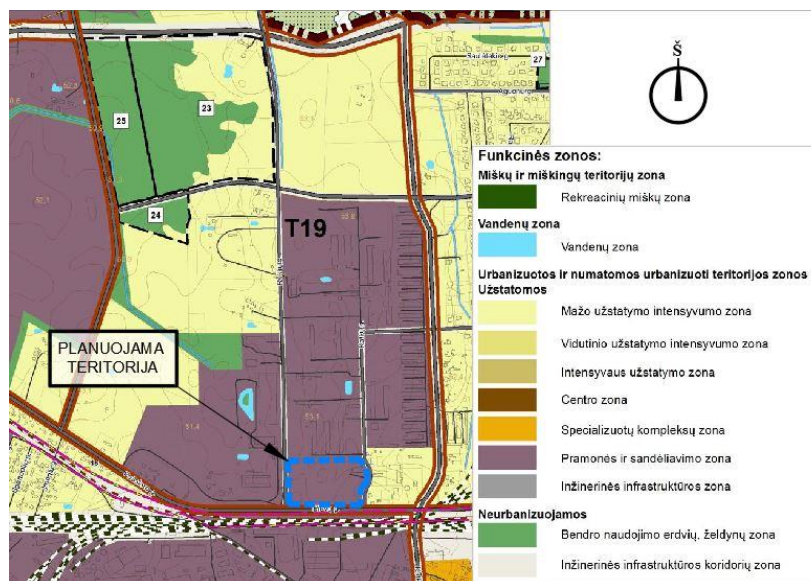 Š
27
23
25
24
T19
PLANUOJAMA
TERITORIJA
Funkcinės zonos:
Miškų ir miškingų teritorijų zona
Rekreacinių miškų zona
Vandenų zona
Vandenų zona
Urbanizuotos ir numatomos urbanizuoti teritorijos zonos
Užstatomos
Mažo užstatymo intensyvumo zona
Vidutinio užstatymo intensyvumo zona
Intensyvaus užstatymo zona
Centro zona
Specializuotų kompleksų zona
Pramonės ir sandėliavimo zona
Inžinerinės infrastruktūros zona
Neurbanizuojamos
Bendro naudojimo erdvių, želdynų zona
Inžinerinės infrastruktūros koridorių zona